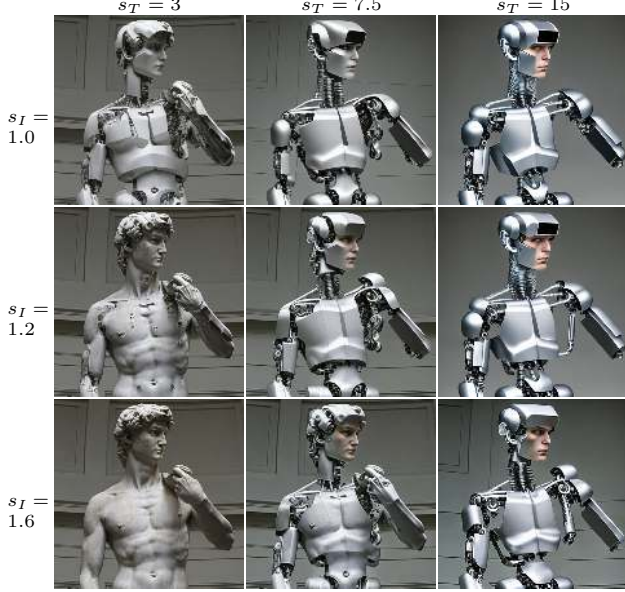 s_T = 3 s_T = 7.5 s_T = 15
s_I =
1.0
s_I =
1.2
s_I =
1.6